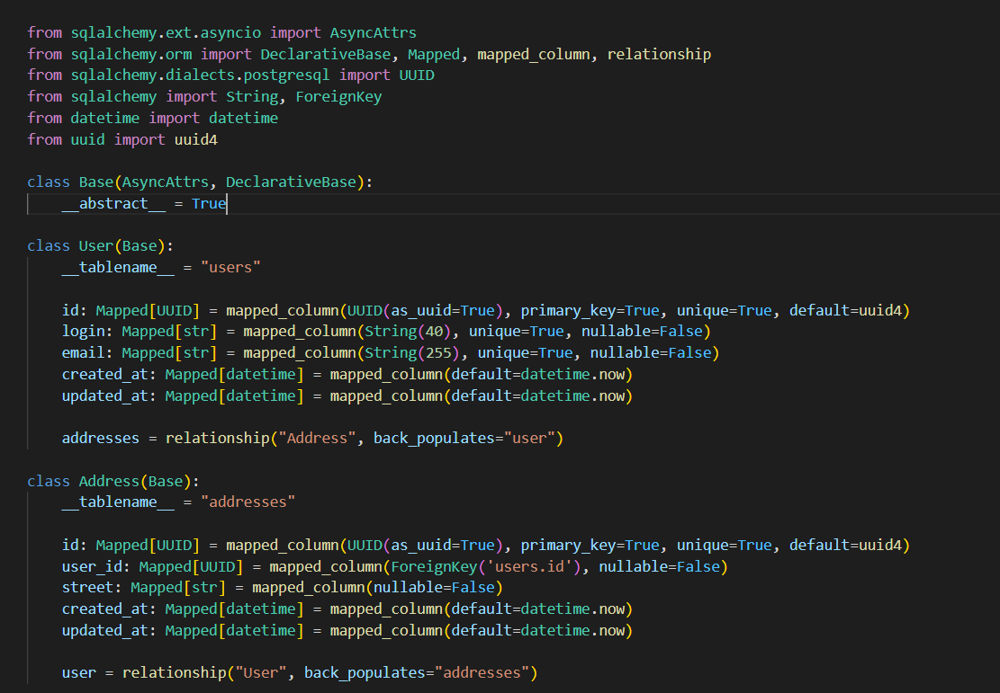 from sqlalchemy.ext.asyncio import AsyncAttrs
from sqlalchemy.orm import DeclarativeBase, Mapped, mapped_column, relationship
from sqlalchemy.dialects.postgresql import UUID
from sqlalchemy import String, ForeignKey
from datetime import datetime
from uuid import uuid4

class Base(AsyncAttrs, DeclarativeBase):
    __abstract__ = True

class User(Base):
    __tablename__ = "users"

    id: Mapped[UUID] = mapped_column(UUID(as_uuid=True), primary_key=True, unique=True, default=uuid4)
    login: Mapped[str] = mapped_column(String(40), unique=True, nullable=False)
    email: Mapped[str] = mapped_column(String(255), unique=True, nullable=False)
    created_at: Mapped[datetime] = mapped_column(default=datetime.now)
    updated_at: Mapped[datetime] = mapped_column(default=datetime.now)

    addresses = relationship("Address", back_populates="user")

class Address(Base):
    __tablename__ = "addresses"

    id: Mapped[UUID] = mapped_column(UUID(as_uuid=True), primary_key=True, unique=True, default=uuid4)
    user_id: Mapped[UUID] = mapped_column(ForeignKey('users.id'), nullable=False)
    street: Mapped[str] = mapped_column(nullable=False)
    created_at: Mapped[datetime] = mapped_column(default=datetime.now)
    updated_at: Mapped[datetime] = mapped_column(default=datetime.now)

    user = relationship("User", back_populates="addresses")